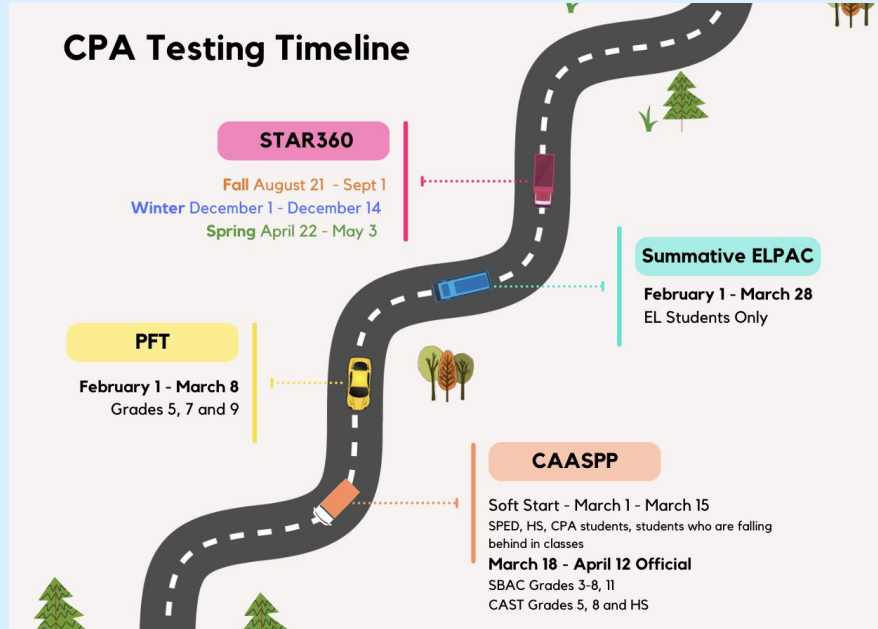 CPA Testing Timeline
STAR360
Fall August 21 - Sept 1
Winter December 1 - December 14
Spring April 22 - May 3
Summative ELPAC
February 1 - March 28
EL Students Only
PFT
February 1 - March 8
Grades 5, 7 and 9
CAASPP
Soft Start - March 1 - March 15
SPED, HS, CPA students, students who are falling
behind in classes
March 18 - April 12 Official
SBAC Grades 3-8, 11
CAST Grades 5, 8 and HS